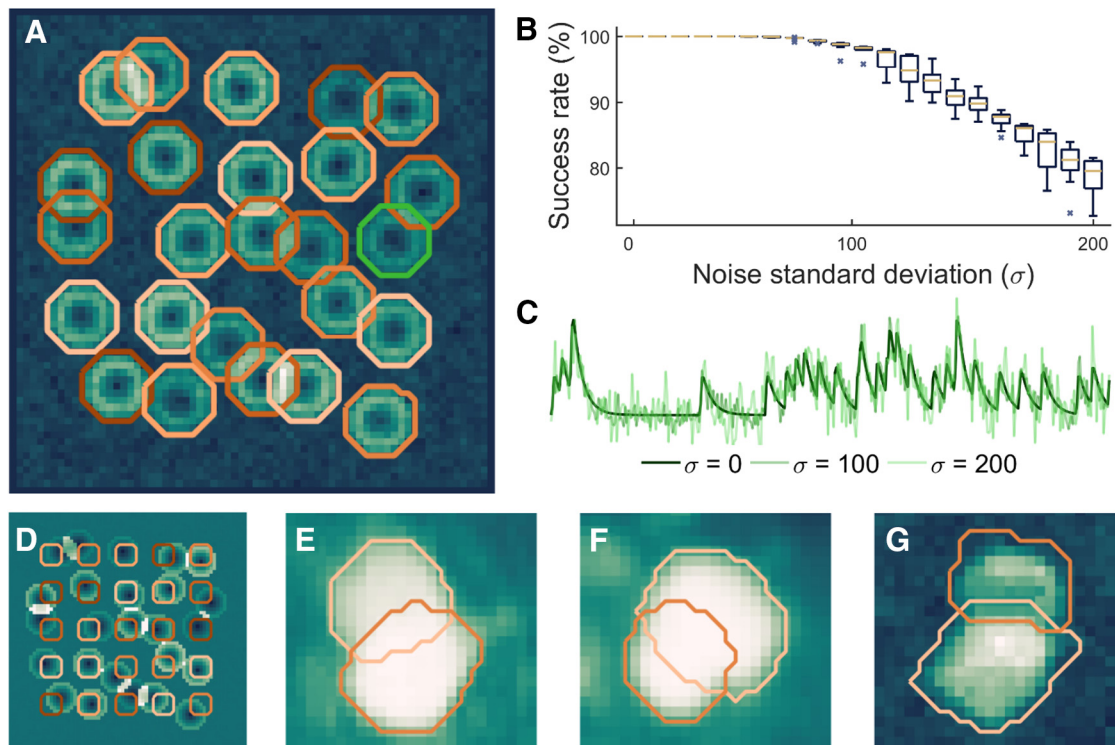 A
B
Success rate (%)
100
90
80
0
100
200
Noise standard deviation (σ)
C
σ = 0
σ = 100
σ = 200
D
E
F
G